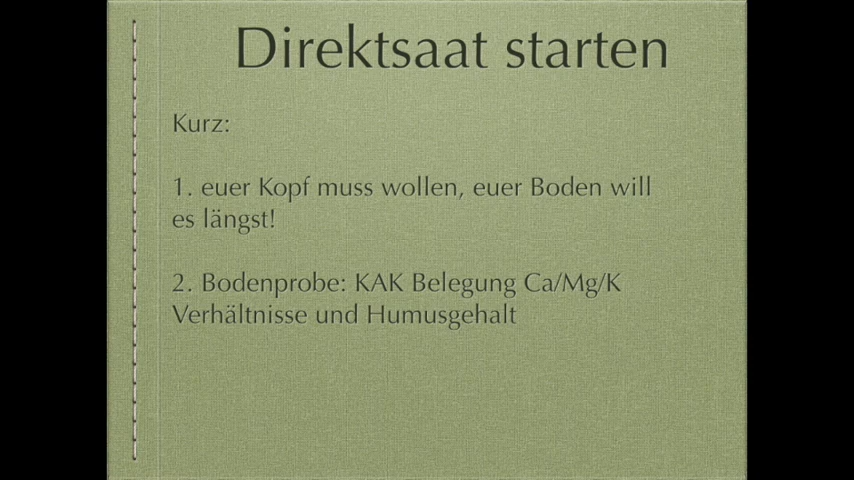 Direktsaat starten
Kurz:
1. euer Kopf muss wollen, euer Boden will
es längst!
2. Bodenprobe: KAK Belegung Ca/Mg/K
Verhältnisse und Humusgehalt